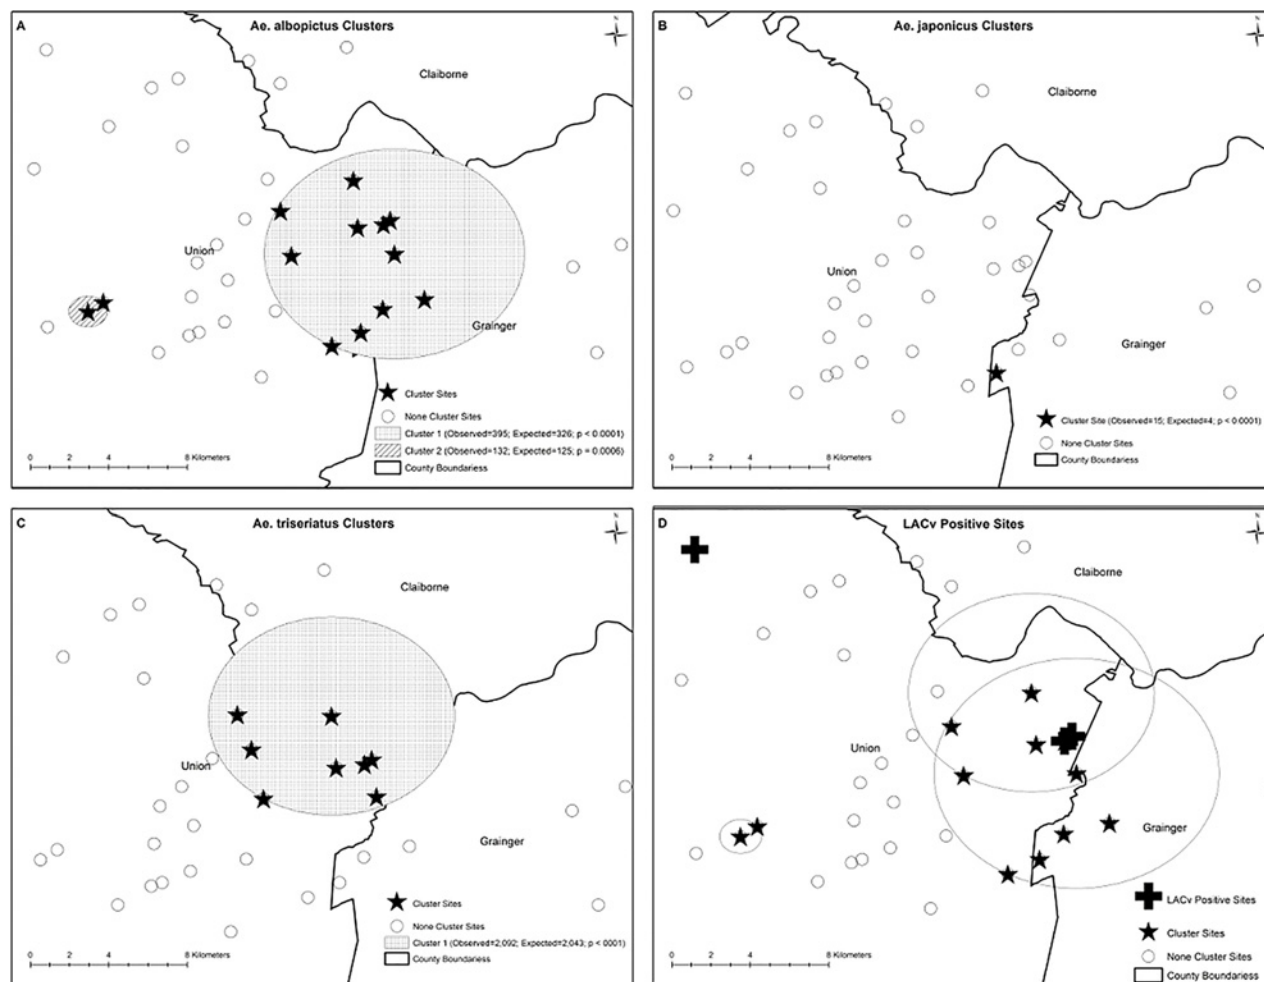 A
Ae. albopictus Clusters
N
Claiborne
Union
Grainger
Cluster Sites
None Cluster Sites
Cluster 1 (Observed=395; Expected=326; p < 0.0001)
Cluster 2 (Observed=132; Expected=125; p = 0.0006)
County Boundariess
0 2 4 8 Kilometers
B
Ae. japonicus Clusters
N
Claiborne
Union
Grainger
Cluster Site (Observed=15; Expected=4; p < 0.0001)
None Cluster Sites
County Boundariess
0 2 4 8 Kilometers
C
Ae. triseriatus Clusters
N
Claiborne
Union
Grainger
Cluster Sites
None Cluster Sites
Cluster 1 (Observed=2,092; Expected=2,043; p < 0001)
County Boundariess
0 2 4 8 Kilometers
D
LACv Positive Sites
N
Claiborne
Union
Grainger
LACv Positive Sites
Cluster Sites
None Cluster Sites
County Boundariess
0 2 4 8 Kilometers